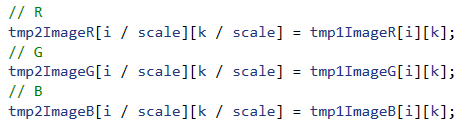 // R
tmp2ImageR[i / scale][k / scale] = tmp1ImageR[i][k];
// G
tmp2ImageG[i / scale][k / scale] = tmp1ImageG[i][k];
// B
tmp2ImageB[i / scale][k / scale] = tmp1ImageB[i][k];